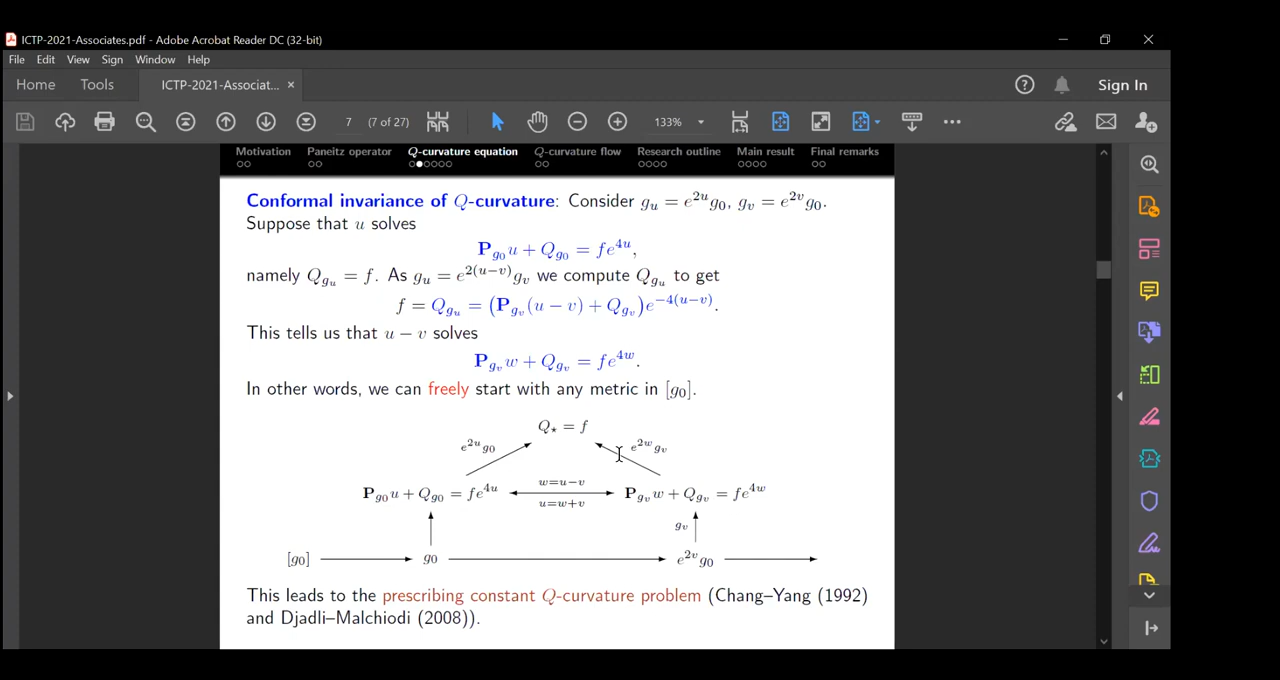 ICTP-2021-Associates.pdf - Adobe Acrobat Reader DC (32-bit)
File Edit View Sign Window Help
Home Tools ICTP-2021-Associat... × Sign In
7 (7 of 27) 133%
Motivation Paneitz operator Q-curvature equation Q-curvature flow Research outline Main result Final remarks
Conformal invariance of Q-curvature: Consider g_u = e^{2u}g_0, g_v = e^{2v}g_0.
Suppose that u solves
P_{g_0}u + Q_{g_0} = fe^{4u},
namely Q_{g_u} = f. As g_u = e^{2(u−v)}g_v we compute Q_{g_u} to get
f = Q_{g_u} = (P_{g_v}(u − v) + Q_{g_v})e^{−4(u−v)}.
This tells us that u − v solves
P_{g_v}w + Q_{g_v} = fe^{4w}.
In other words, we can freely start with any metric in [g_0].
Q_⋆ = f
e^{2u}g_0 e^{2w}g_v
P_{g_0}u + Q_{g_0} = fe^{4u} w=u−v P_{g_v}w + Q_{g_v} = fe^{4w}
u=w+v
g_v
[g_0] g_0 e^{2v}g_0
This leads to the prescribing constant Q-curvature problem (Chang–Yang (1992)
and Djadli–Malchiodi (2008)).